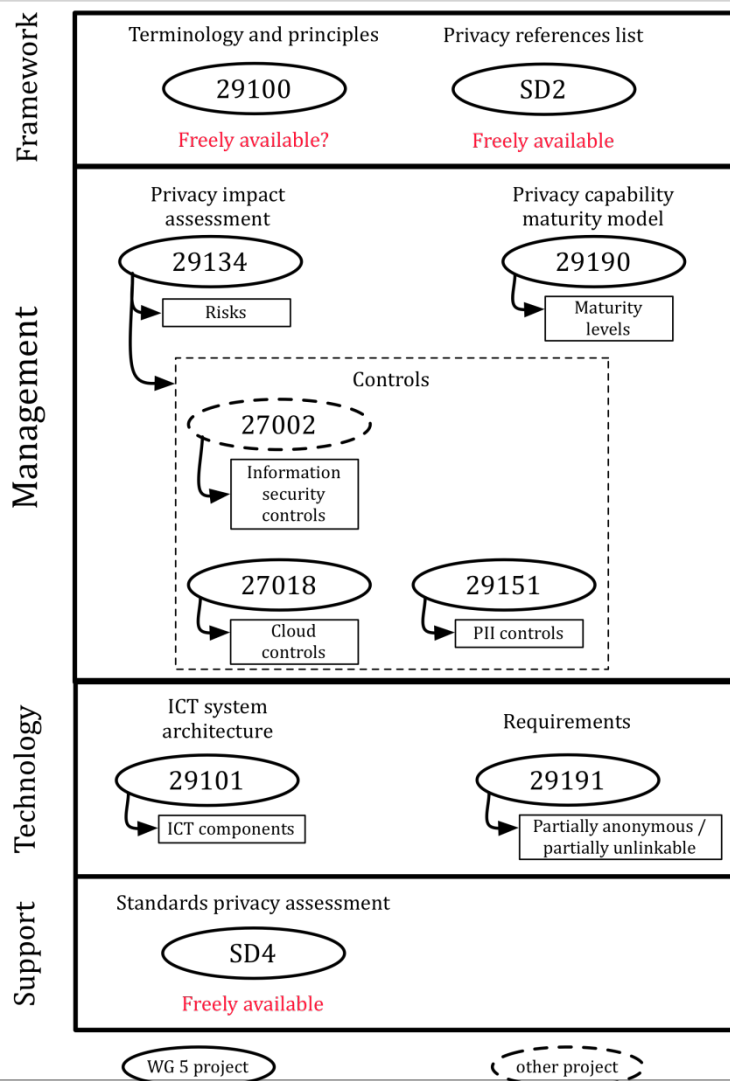 Framework
Terminology and principles
Privacy references list
29100
SD2
Freely available?
Freely available
Management
Privacy impact
assessment
Privacy capability
maturity model
29134
29190
Risks
Maturity
levels
Controls
27002
Information
security
controls
27018
29151
Cloud
controls
PII controls
Technology
ICT system
architecture
Requirements
29101
29191
ICT components
Partially anonymous /
partially unlinkable
Support
Standards privacy assessment
SD4
Freely available
WG 5 project
other project